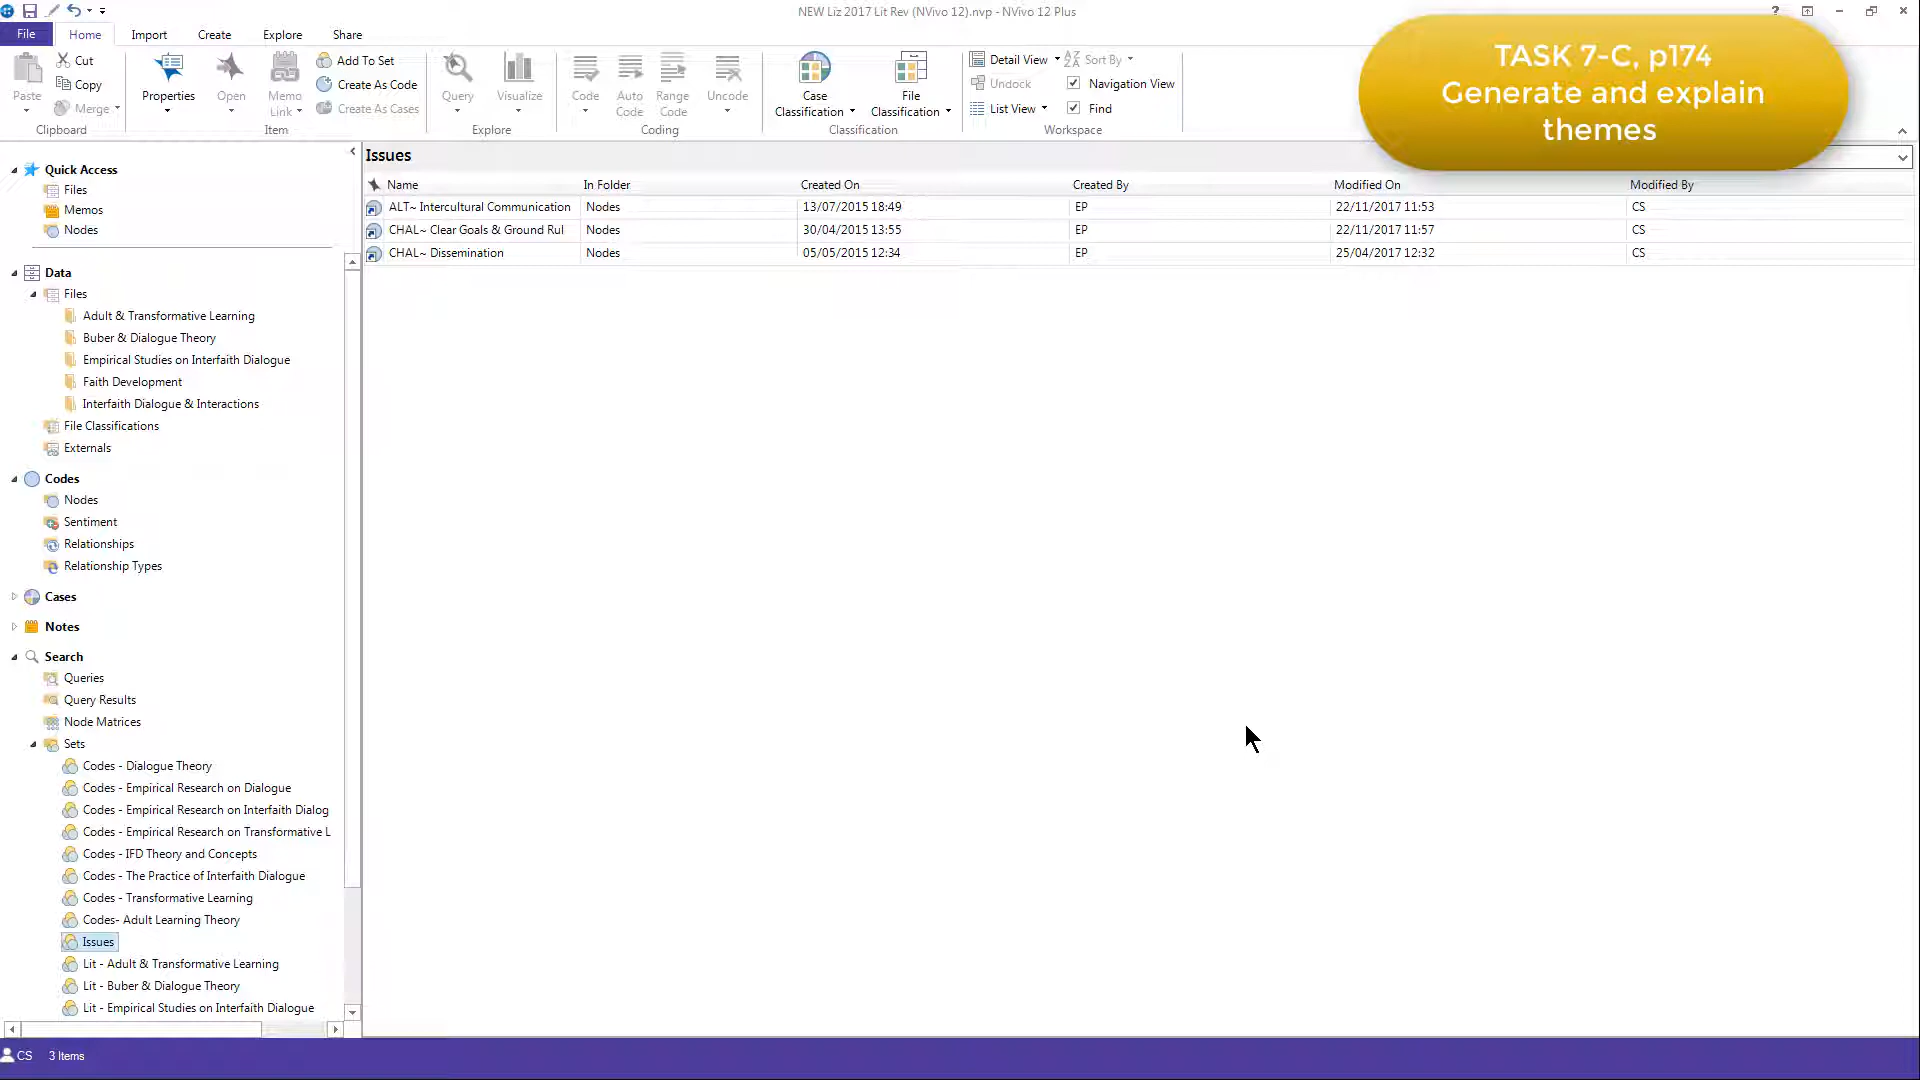 NEW Liz 2017 Lit Rev (NVivo 12).nvp - NVivo 12 Plus
?
File Home Import Create Explore Share
TASK 7-C, p174
Generate and explain
themes
Paste
Cut
Copy
Merge
Clipboard
Properties
Open
Memo
Link
Add To Set
Create As Code
Create As Cases
Item
Query
Visualize
Explore
Code
Auto
Code
Range
Code
Uncode
Coding
Case
Classification
File
Classification
Classification
Detail View
Sort By
Undock
Navigation View
List View
Find
Workspace
Quick Access
Files
Memos
Nodes
Data
Files
Adult & Transformative Learning
Buber & Dialogue Theory
Empirical Studies on Interfaith Dialogue
Faith Development
Interfaith Dialogue & Interactions
File Classifications
Externals
Codes
Nodes
Sentiment
Relationships
Relationship Types
Cases
Notes
Search
Queries
Query Results
Node Matrices
Sets
Codes - Dialogue Theory
Codes - Empirical Research on Dialogue
Codes - Empirical Research on Interfaith Dialog
Codes - Empirical Research on Transformative L
Codes - IFD Theory and Concepts
Codes - The Practice of Interfaith Dialogue
Codes - Transformative Learning
Codes- Adult Learning Theory
Issues
Lit - Adult & Transformative Learning
Lit - Buber & Dialogue Theory
Lit - Empirical Studies on Interfaith Dialogue
Issues
Name In Folder Created On Created By Modified On Modified By
ALT~ Intercultural Communication Nodes 13/07/2015 18:49 EP 22/11/2017 11:53 CS
CHAL~ Clear Goals & Ground Rul Nodes 30/04/2015 13:55 EP 22/11/2017 11:57 CS
CHAL~ Dissemination Nodes 05/05/2015 12:34 EP 25/04/2017 12:32 CS
CS 3 Items